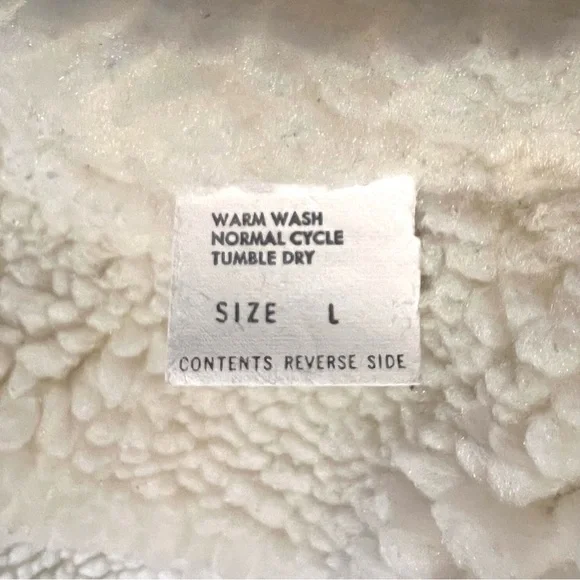 WARM WASH
NORMAL CYCLE
TUMBLE DRY
SIZE L
CONTENTS REVERSE SIDE